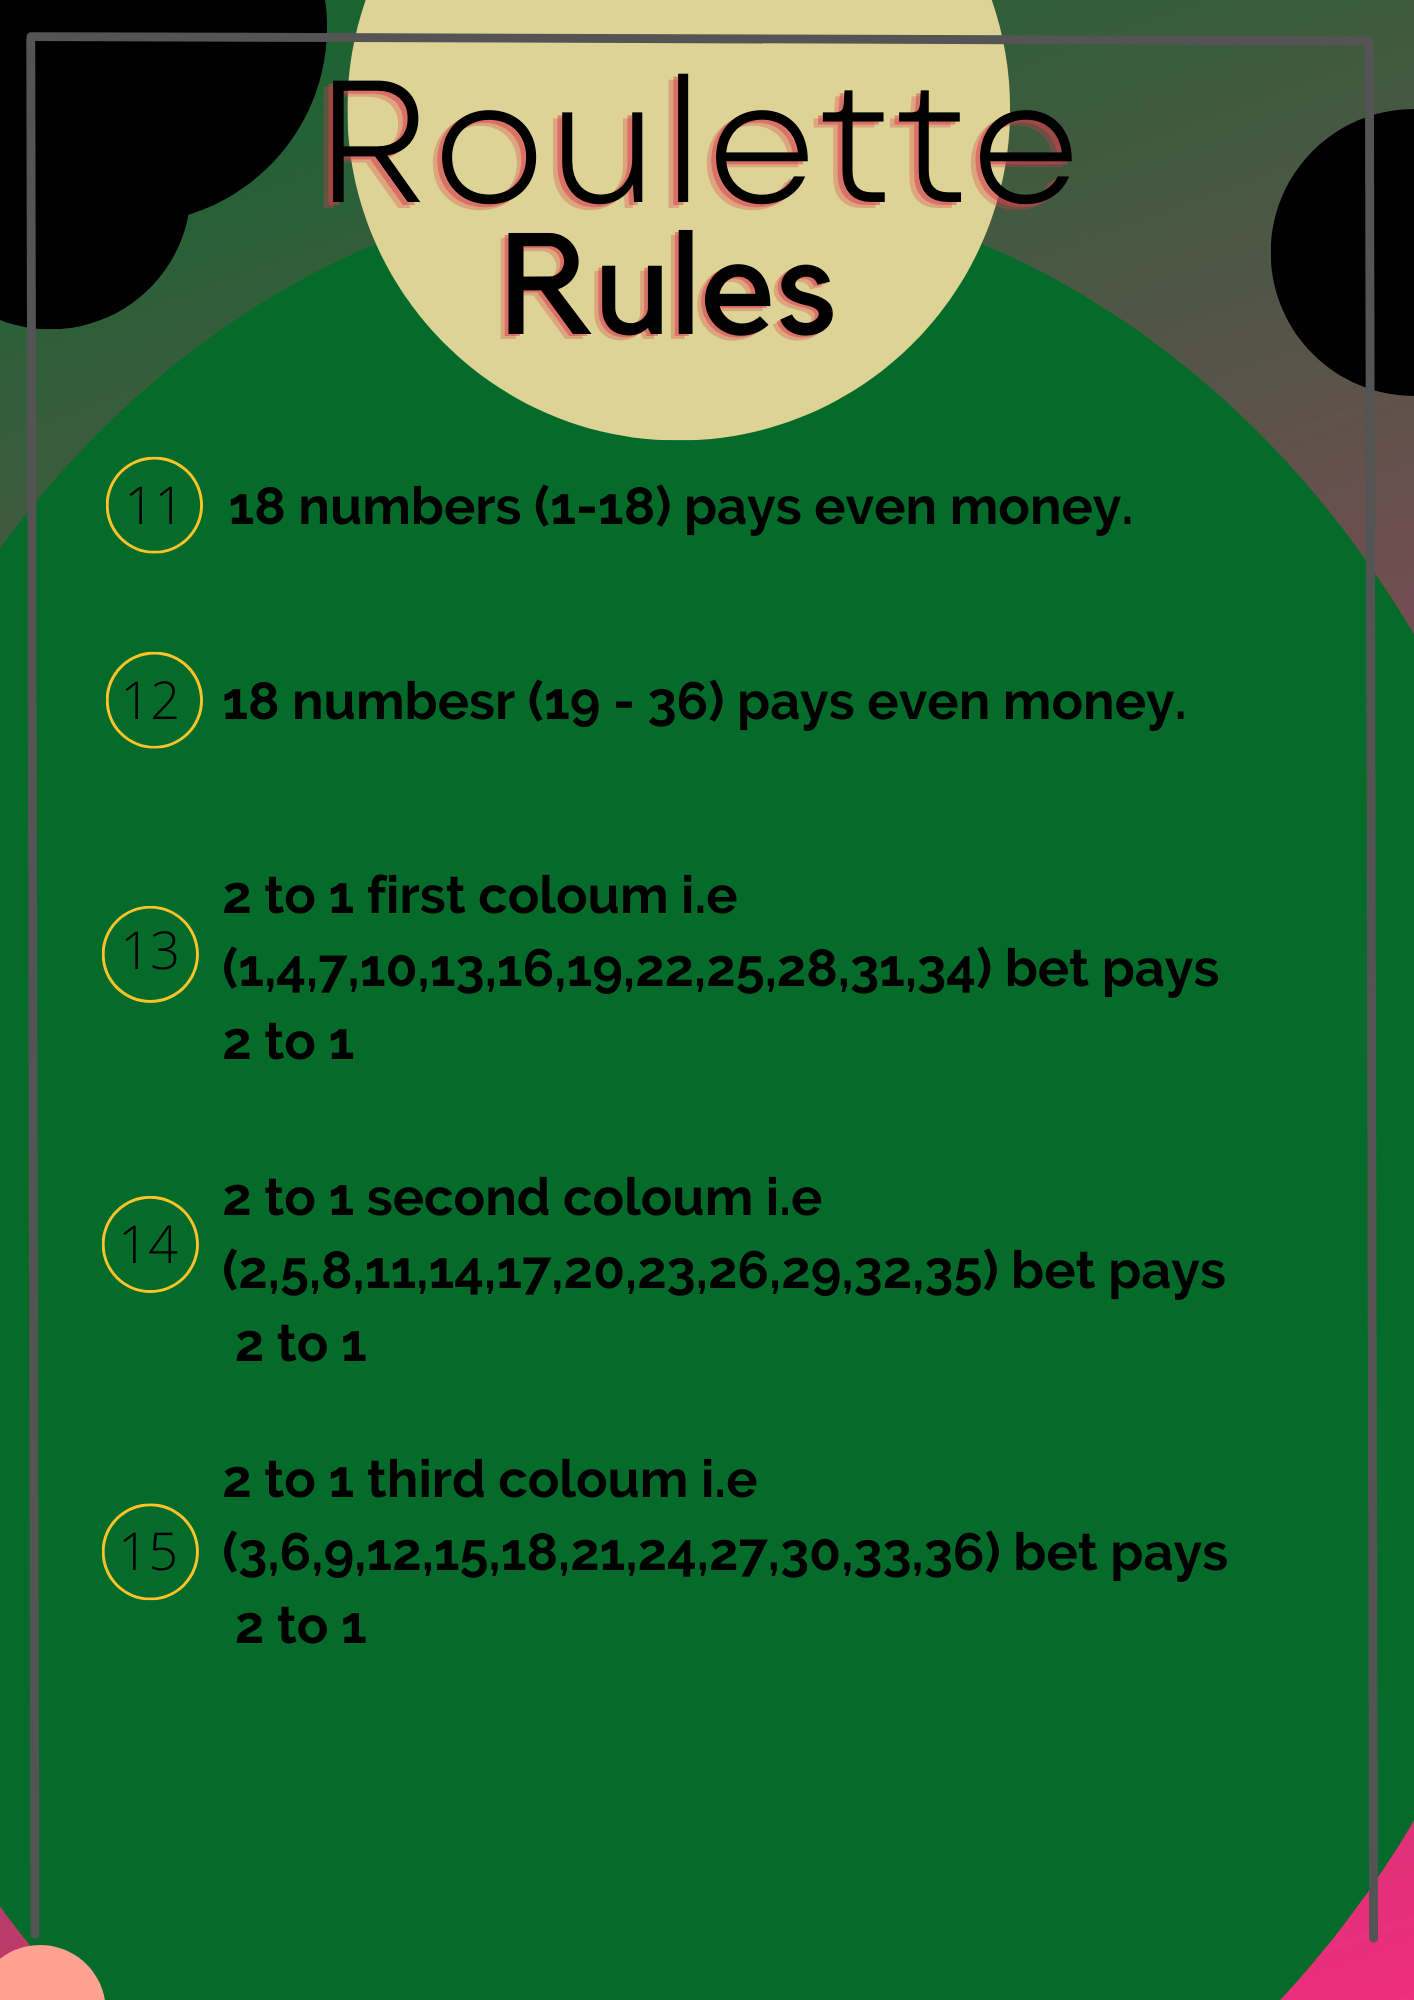 Roulette
Rules
11 18 numbers (1-18) pays even money.
12 18 numbesr (19 - 36) pays even money.
13 2 to 1 first coloum i.e
(1,4,7,10,13,16,19,22,25,28,31,34) bet pays
2 to 1
14 2 to 1 second coloum i.e
(2,5,8,11,14,17,20,23,26,29,32,35) bet pays
2 to 1
15 2 to 1 third coloum i.e
(3,6,9,12,15,18,21,24,27,30,33,36) bet pays
2 to 1